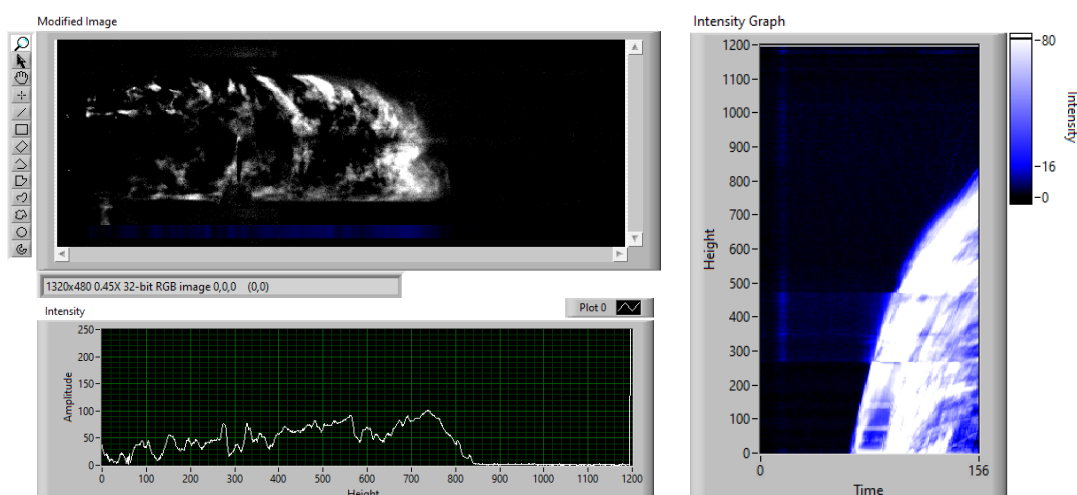 Modified Image
1320x480 0.45X 32-bit RGB image 0,0,0 (0,0)
Intensity
Plot 0
Amplitude
250
200
150
100
50
0
0 100 200 300 400 500 600 700 800 900 1000 1100 1200
Height
Intensity Graph
Height
1200
1100
1000
900
800
700
600
500
400
300
200
100
0
0 156
Time
80
16
0
Intensity